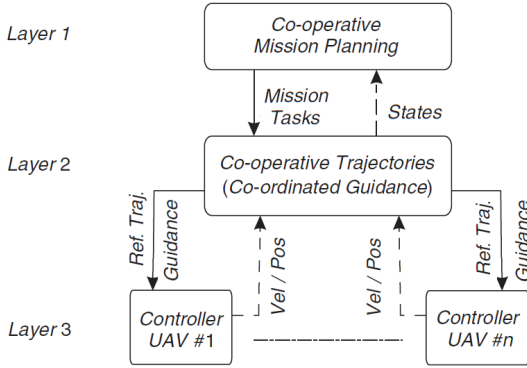 Layer 1
Co-operative
Mission Planning
Mission
Tasks
States
Layer 2
Co-operative Trajectories
(Co-ordinated Guidance)
Ref. Traj.
Guidance
Vel / Pos
Vel / Pos
Ref. Traj.
Guidance
Layer 3
Controller
UAV #1
Controller
UAV #n